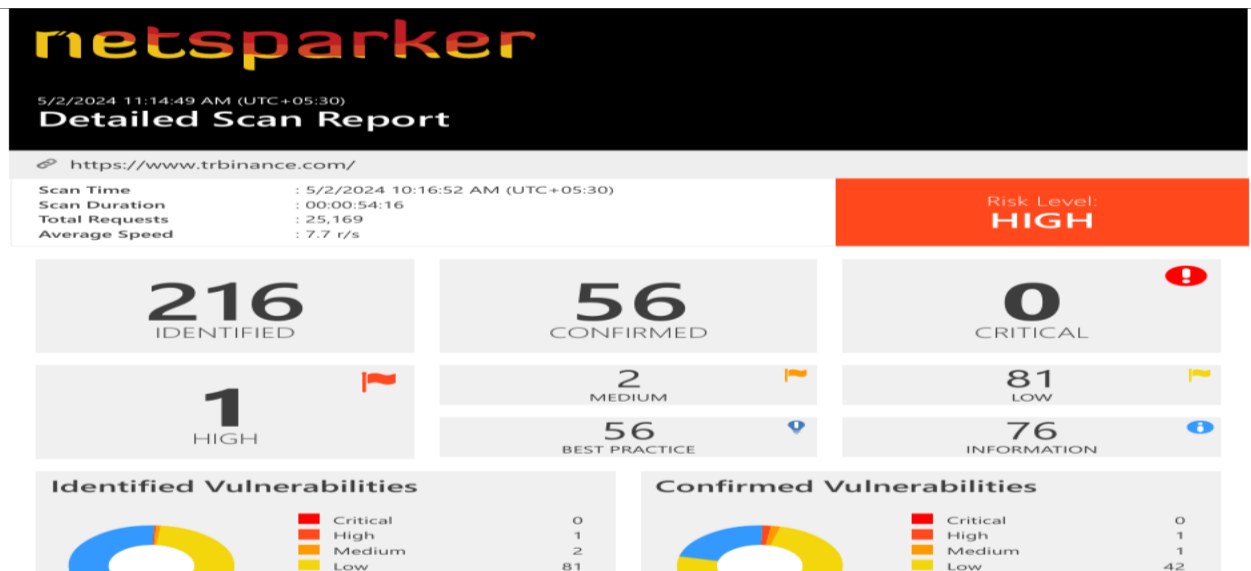 netsparker
5/2/2024 11:14:49 AM (UTC+05:30)
Detailed Scan Report
https://www.trbinance.com/
Scan Time : 5/2/2024 10:16:52 AM (UTC+05:30)
Scan Duration : 00:00:54:16
Total Requests : 25,169
Average Speed : 7.7 r/s
Risk Level:
HIGH
216
IDENTIFIED
56
CONFIRMED
0
CRITICAL
1
HIGH
2
MEDIUM
81
LOW
56
BEST PRACTICE
76
INFORMATION
Identified Vulnerabilities
Critical 0
High 1
Medium 2
Low 81
Confirmed Vulnerabilities
Critical 0
High 1
Medium 1
Low 42